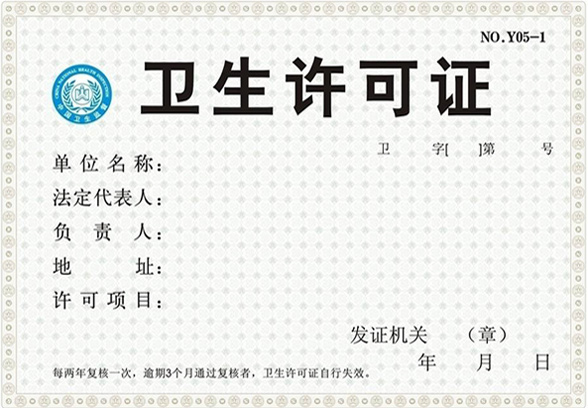 NO.Y05-1
卫生许可证
CHINA NATIONAL HEALTH INSPECTION
中国卫生监督
卫 字[ ]第 号
单位名称：
法定代表人：
负责人：
地址：
许可项目：
发证机关 （章）
年 月 日
每两年复核一次，逾期3个月通过复核者，卫生许可证自行失效。